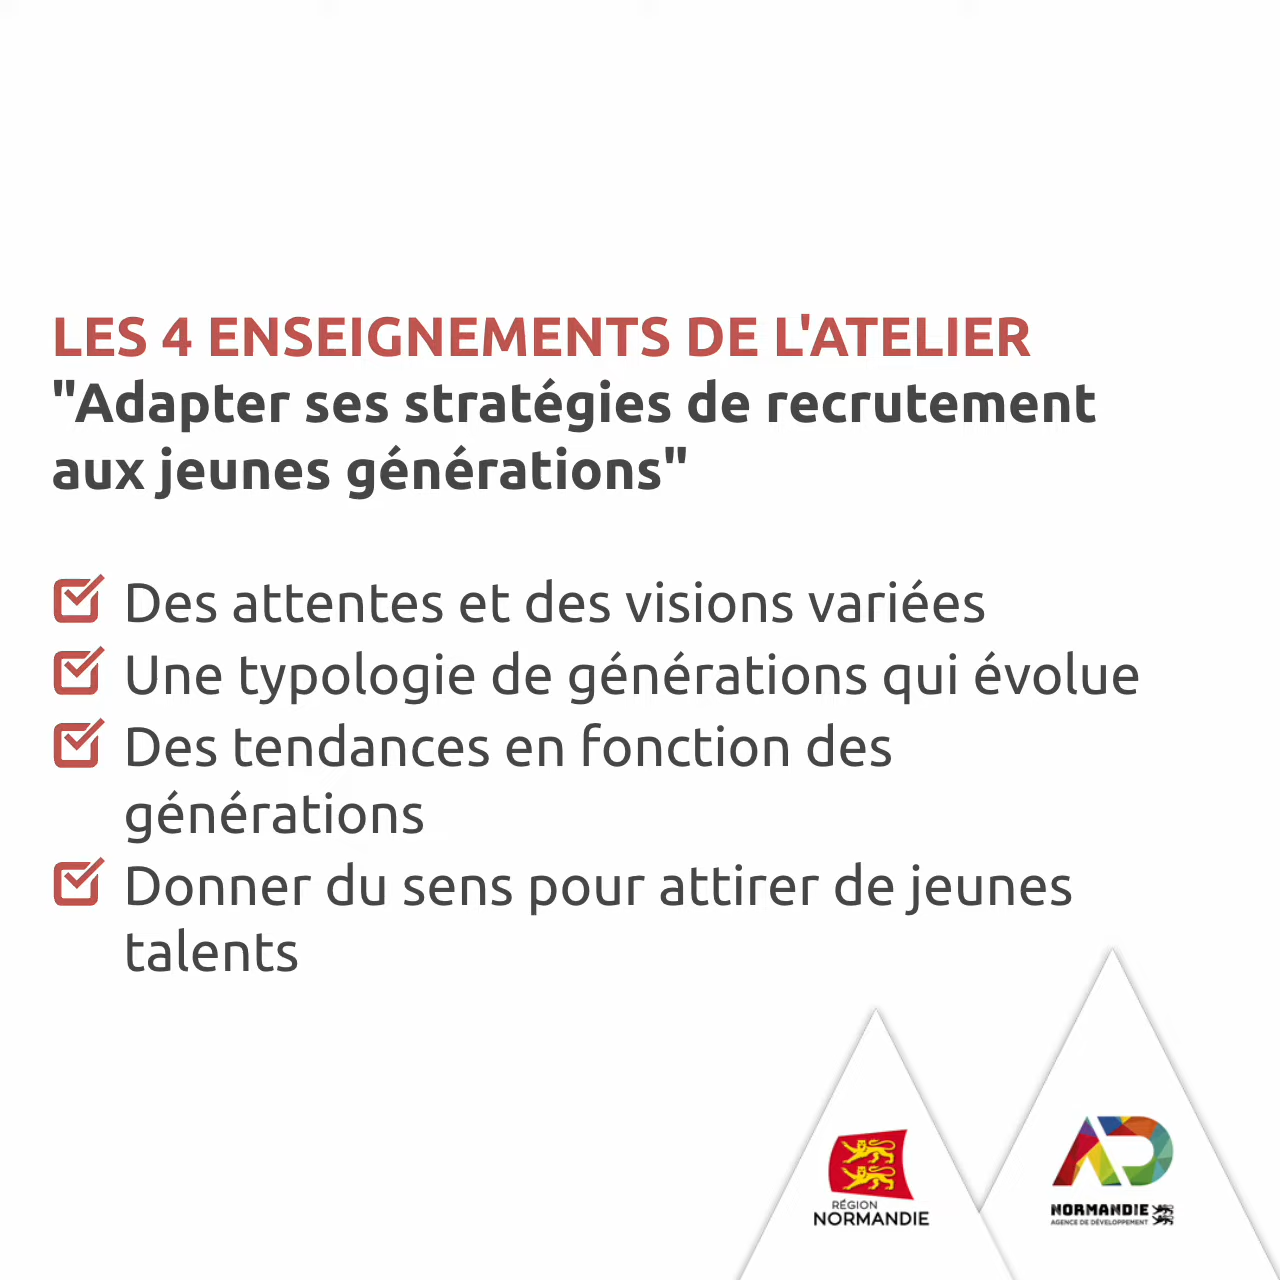 LES 4 ENSEIGNEMENTS DE L'ATELIER
"Adapter ses stratégies de recrutement
aux jeunes générations"
Des attentes et des visions variées
Une typologie de générations qui évolue
Des tendances en fonction des
générations
Donner du sens pour attirer de jeunes
talents
RÉGION
NORMANDIE
AD
NORMANDIE
AGENCE DE DÉVELOPPEMENT